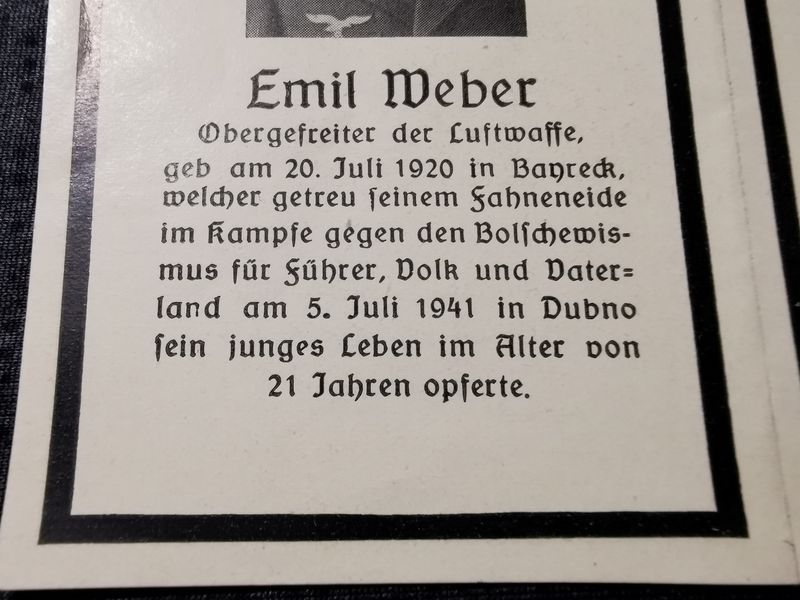 Emil Weber
Obergefreiter der Luftwaffe,
geb am 20. Juli 1920 in Bayreck,
welcher getreu seinem Fahneneide
im Kampfe gegen den Bolschewis-
mus für Führer, Volk und Vater=
land am 5. Juli 1941 in Dubno
sein junges Leben im Alter von
21 Jahren opferte.